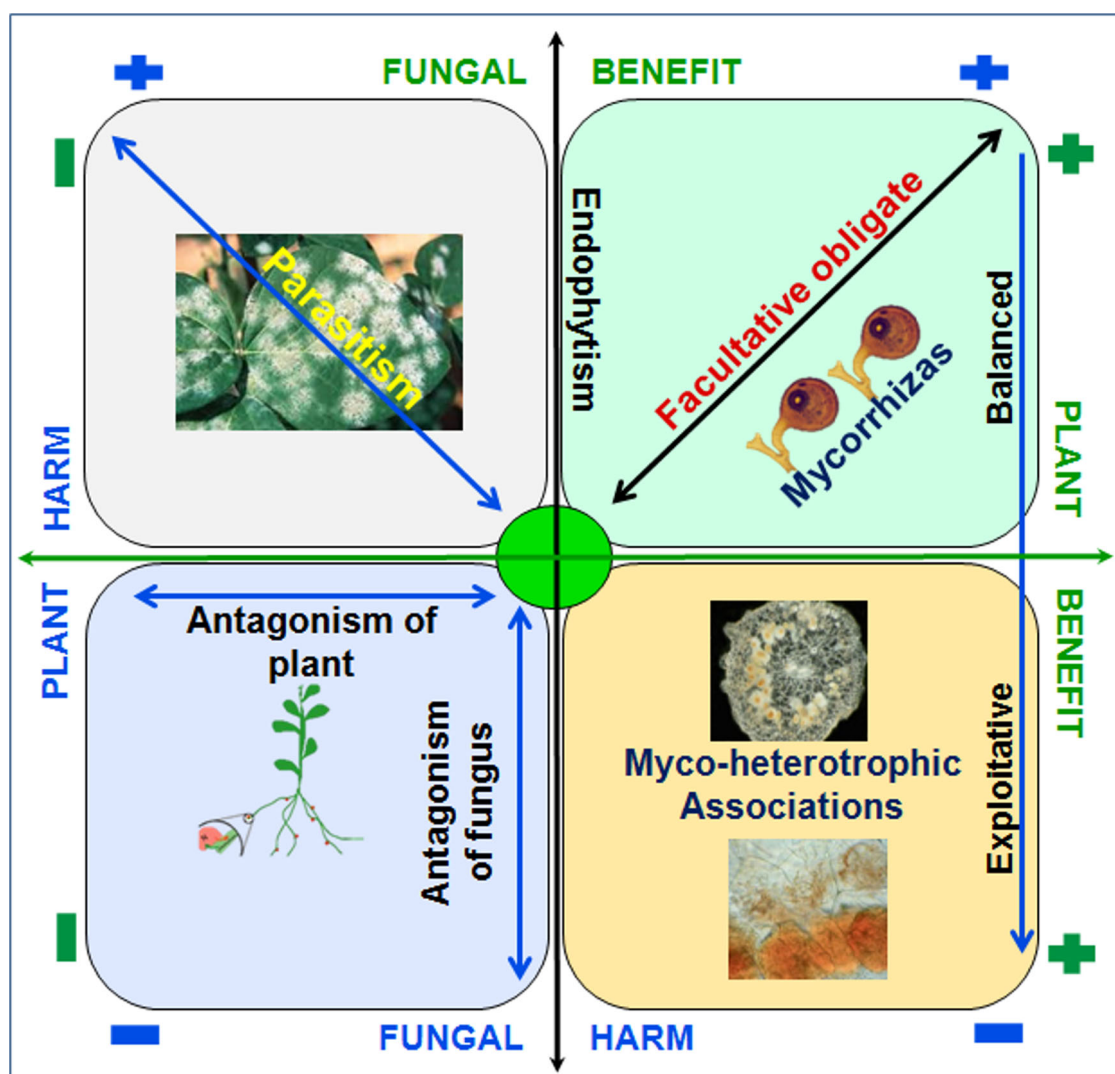 FUNGAL BENEFIT
Parasitism
Endophytism
Facultative obligate
Mycorrhizas
Balanced
HARM
PLANT
PLANT
BENEFIT
Antagonism of
plant
Antagonism
of fungus
Myco-heterotrophic
Associations
Exploitative
FUNGAL HARM